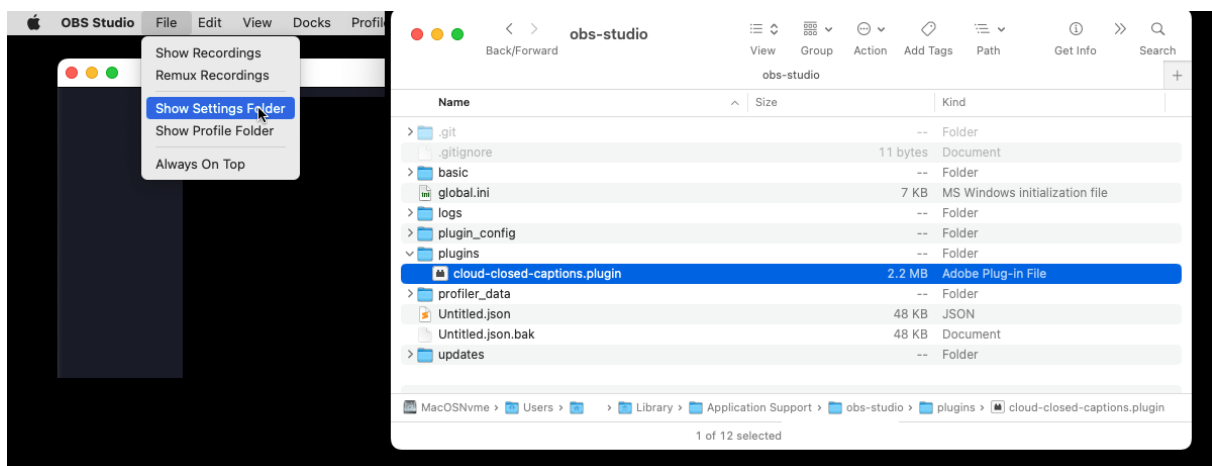 OBS Studio File Edit View Docks Profil
Show Recordings
Remux Recordings
Show Settings Folder
Show Profile Folder
Always On Top
obs-studio
Back/Forward View Group Action Add Tags Path Get Info Search
obs-studio
Name Size Kind
.git -- Folder
.gitignore 11 bytes Document
basic -- Folder
global.ini 7 KB MS Windows initialization file
logs -- Folder
plugin_config -- Folder
plugins -- Folder
cloud-closed-captions.plugin 2.2 MB Adobe Plug-in File
profiler_data -- Folder
Untitled.json 48 KB JSON
Untitled.json.bak 48 KB Document
updates -- Folder
MacOSNvme › Users › › Library › Application Support › obs-studio › plugins › cloud-closed-captions.plugin
1 of 12 selected